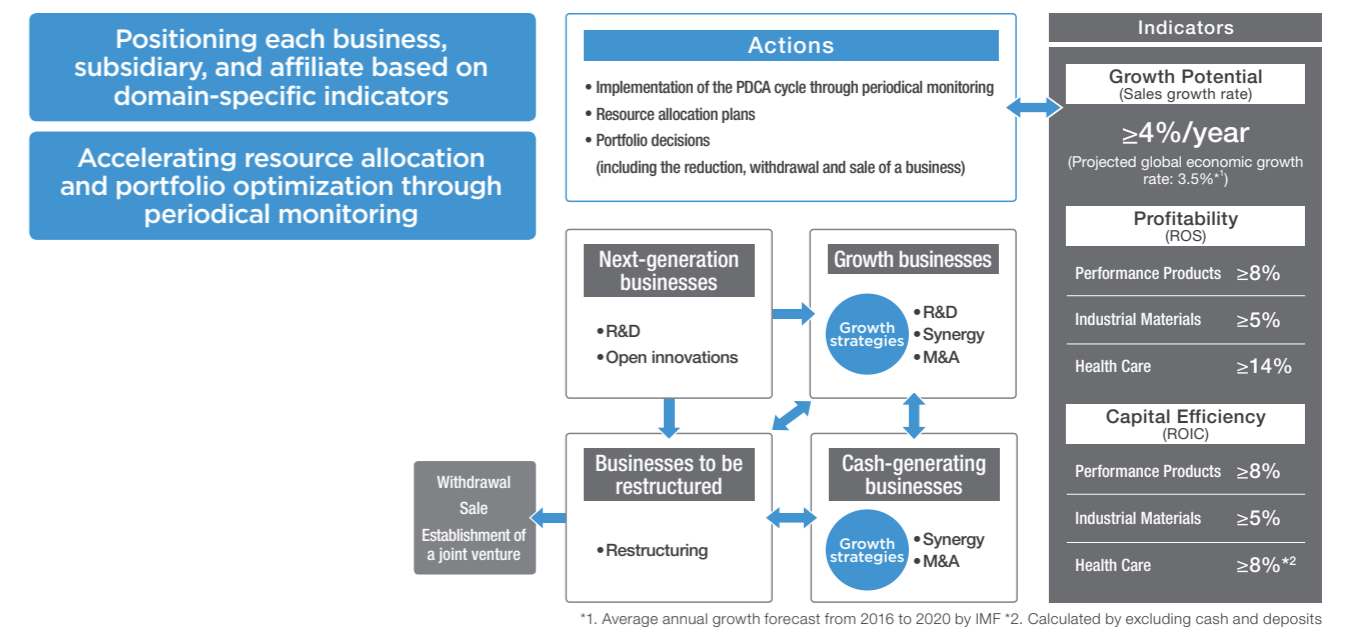 Positioning each business,
subsidiary, and affiliate based on
domain-specific indicators
Accelerating resource allocation
and portfolio optimization through
periodical monitoring
Actions
• Implementation of the PDCA cycle through periodical monitoring
• Resource allocation plans
• Portfolio decisions
(including the reduction, withdrawal and sale of a business)
Next-generation
businesses
• R&D
• Open innovations
Growth businesses
Growth
strategies
• R&D
• Synergy
• M&A
Businesses to be
restructured
• Restructuring
Cash-generating
businesses
Growth
strategies
• Synergy
• M&A
Withdrawal
Sale
Establishment of
a joint venture
Indicators
Growth Potential
(Sales growth rate)
≥4%/year
(Projected global economic growth
rate: 3.5%*1)
Profitability
(ROS)
Performance Products ≥8%
Industrial Materials ≥5%
Health Care ≥14%
Capital Efficiency
(ROIC)
Performance Products ≥8%
Industrial Materials ≥5%
Health Care ≥8%*2
*1. Average annual growth forecast from 2016 to 2020 by IMF *2. Calculated by excluding cash and deposits